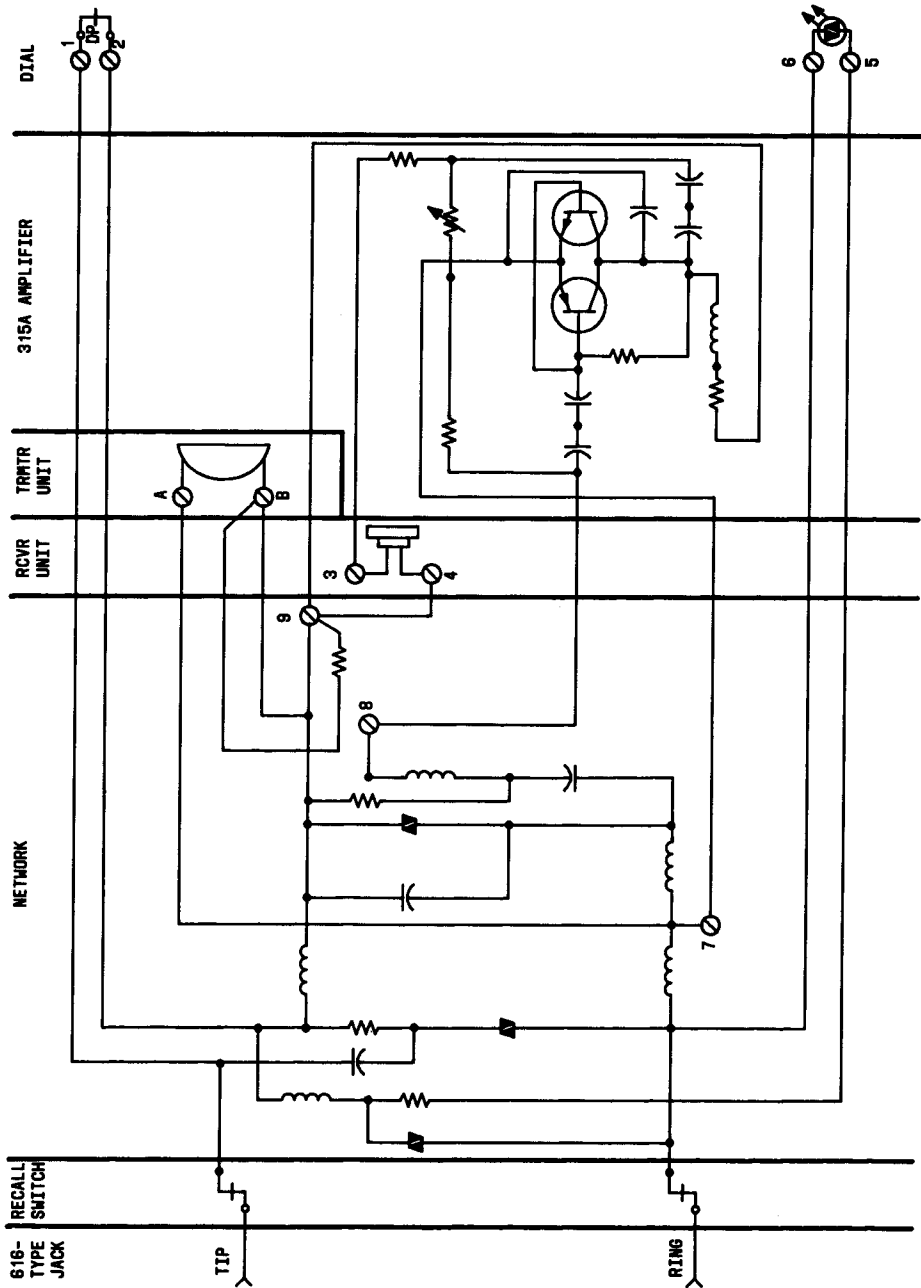 DIAL
1
DP
2
6
5
315A AMPLIFIER
TRMTR
UNIT
A
B
RCVR
UNIT
3
4
9
8
NETWORK
7
RECALL
SWITCH
616-
TYPE
JACK
TIP
RING